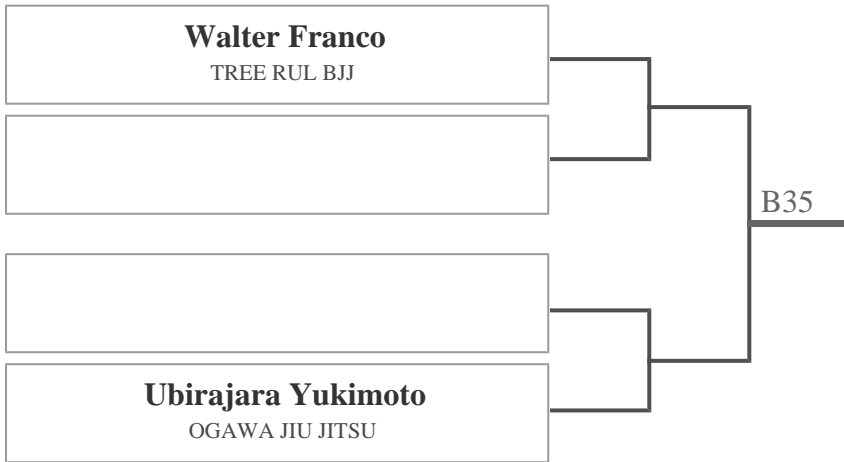 Walter Franco
TREE RUL BJJ
B35
Ubirajara Yukimoto
OGAWA JIU JITSU